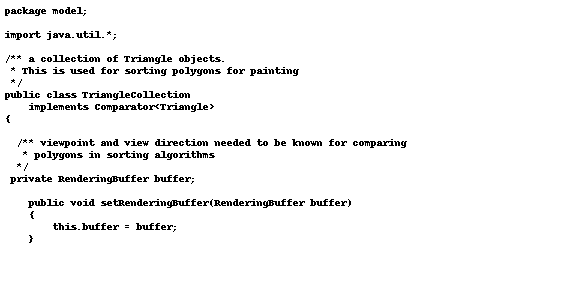 package model;

import java.util.*;

/** a collection of Triangle objects.
 * This is used for sorting polygons for painting
 */
public class TriangleCollection
    implements Comparator<Triangle>
{

  /** viewpoint and view direction needed to be known for comparing
   * polygons in sorting algorithms
  */
 private RenderingBuffer buffer;

    public void setRenderingBuffer(RenderingBuffer buffer)
    {
        this.buffer = buffer;
    }